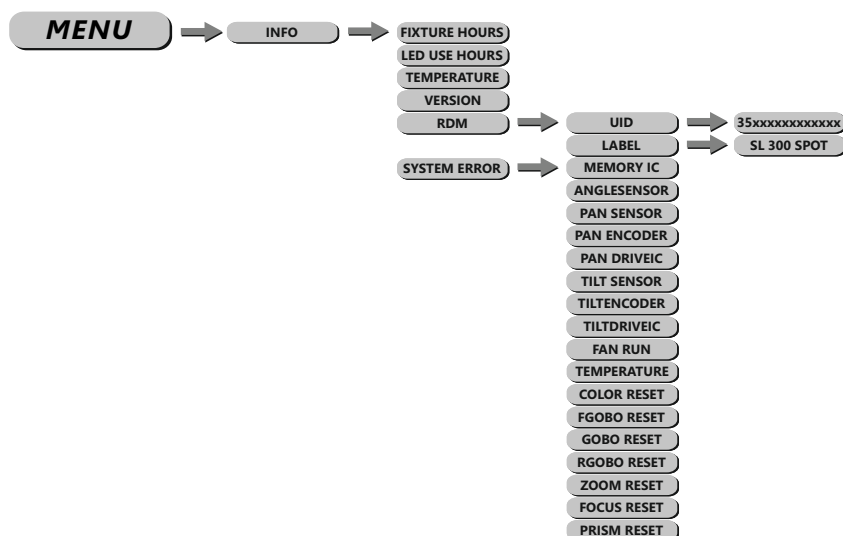 MENU INFO FIXTURE HOURS
LED USE HOURS
TEMPERATURE
VERSION
RDM UID 35xxxxxxxxxxxx
LABEL SL 300 SPOT
SYSTEM ERROR MEMORY IC
ANGLESENSOR
PAN SENSOR
PAN ENCODER
PAN DRIVEIC
TILT SENSOR
TILTENCODER
TILTDRIVEIC
FAN RUN
TEMPERATURE
COLOR RESET
FGOBO RESET
GOBO RESET
RGOBO RESET
ZOOM RESET
FOCUS RESET
PRISM RESET